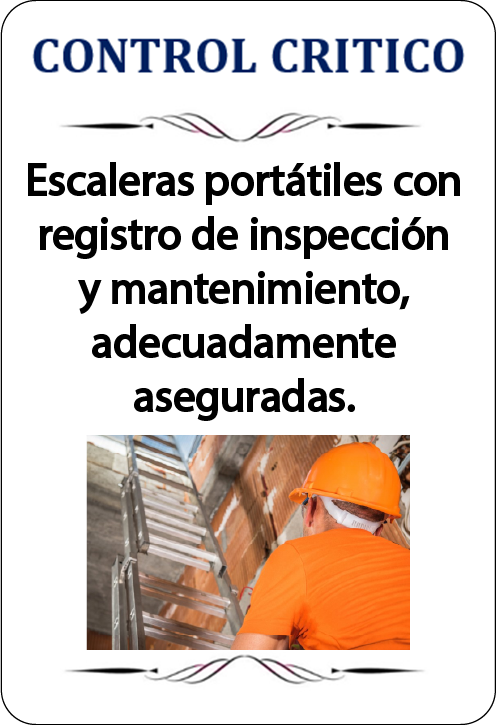 CONTROL CRITICO
Escaleras portátiles con
registro de inspección
y mantenimiento,
adecuadamente
aseguradas.